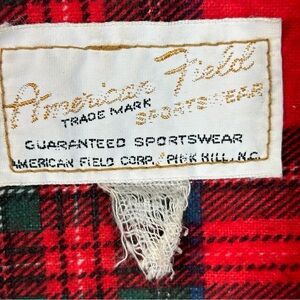 American Field
TRADE MARK SPORTSWEAR
GUARANTEED SPORTSWEAR
AMERICAN FIELD CORP. PINK HILL, N.C.